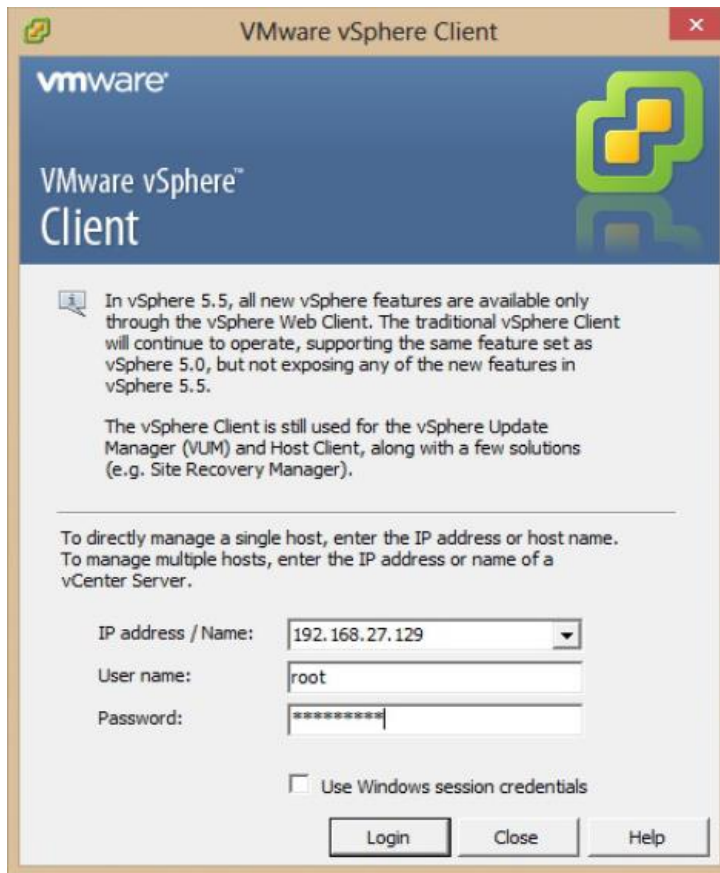 VMware vSphere Client
vmware
VMware vSphere™
Client
In vSphere 5.5, all new vSphere features are available only
through the vSphere Web Client. The traditional vSphere Client
will continue to operate, supporting the same feature set as
vSphere 5.0, but not exposing any of the new features in
vSphere 5.5.
The vSphere Client is still used for the vSphere Update
Manager (VUM) and Host Client, along with a few solutions
(e.g. Site Recovery Manager).
To directly manage a single host, enter the IP address or host name.
To manage multiple hosts, enter the IP address or name of a
vCenter Server.
IP address / Name: 192.168.27.129
User name: root
Password: *********
Use Windows session credentials
Login Close Help